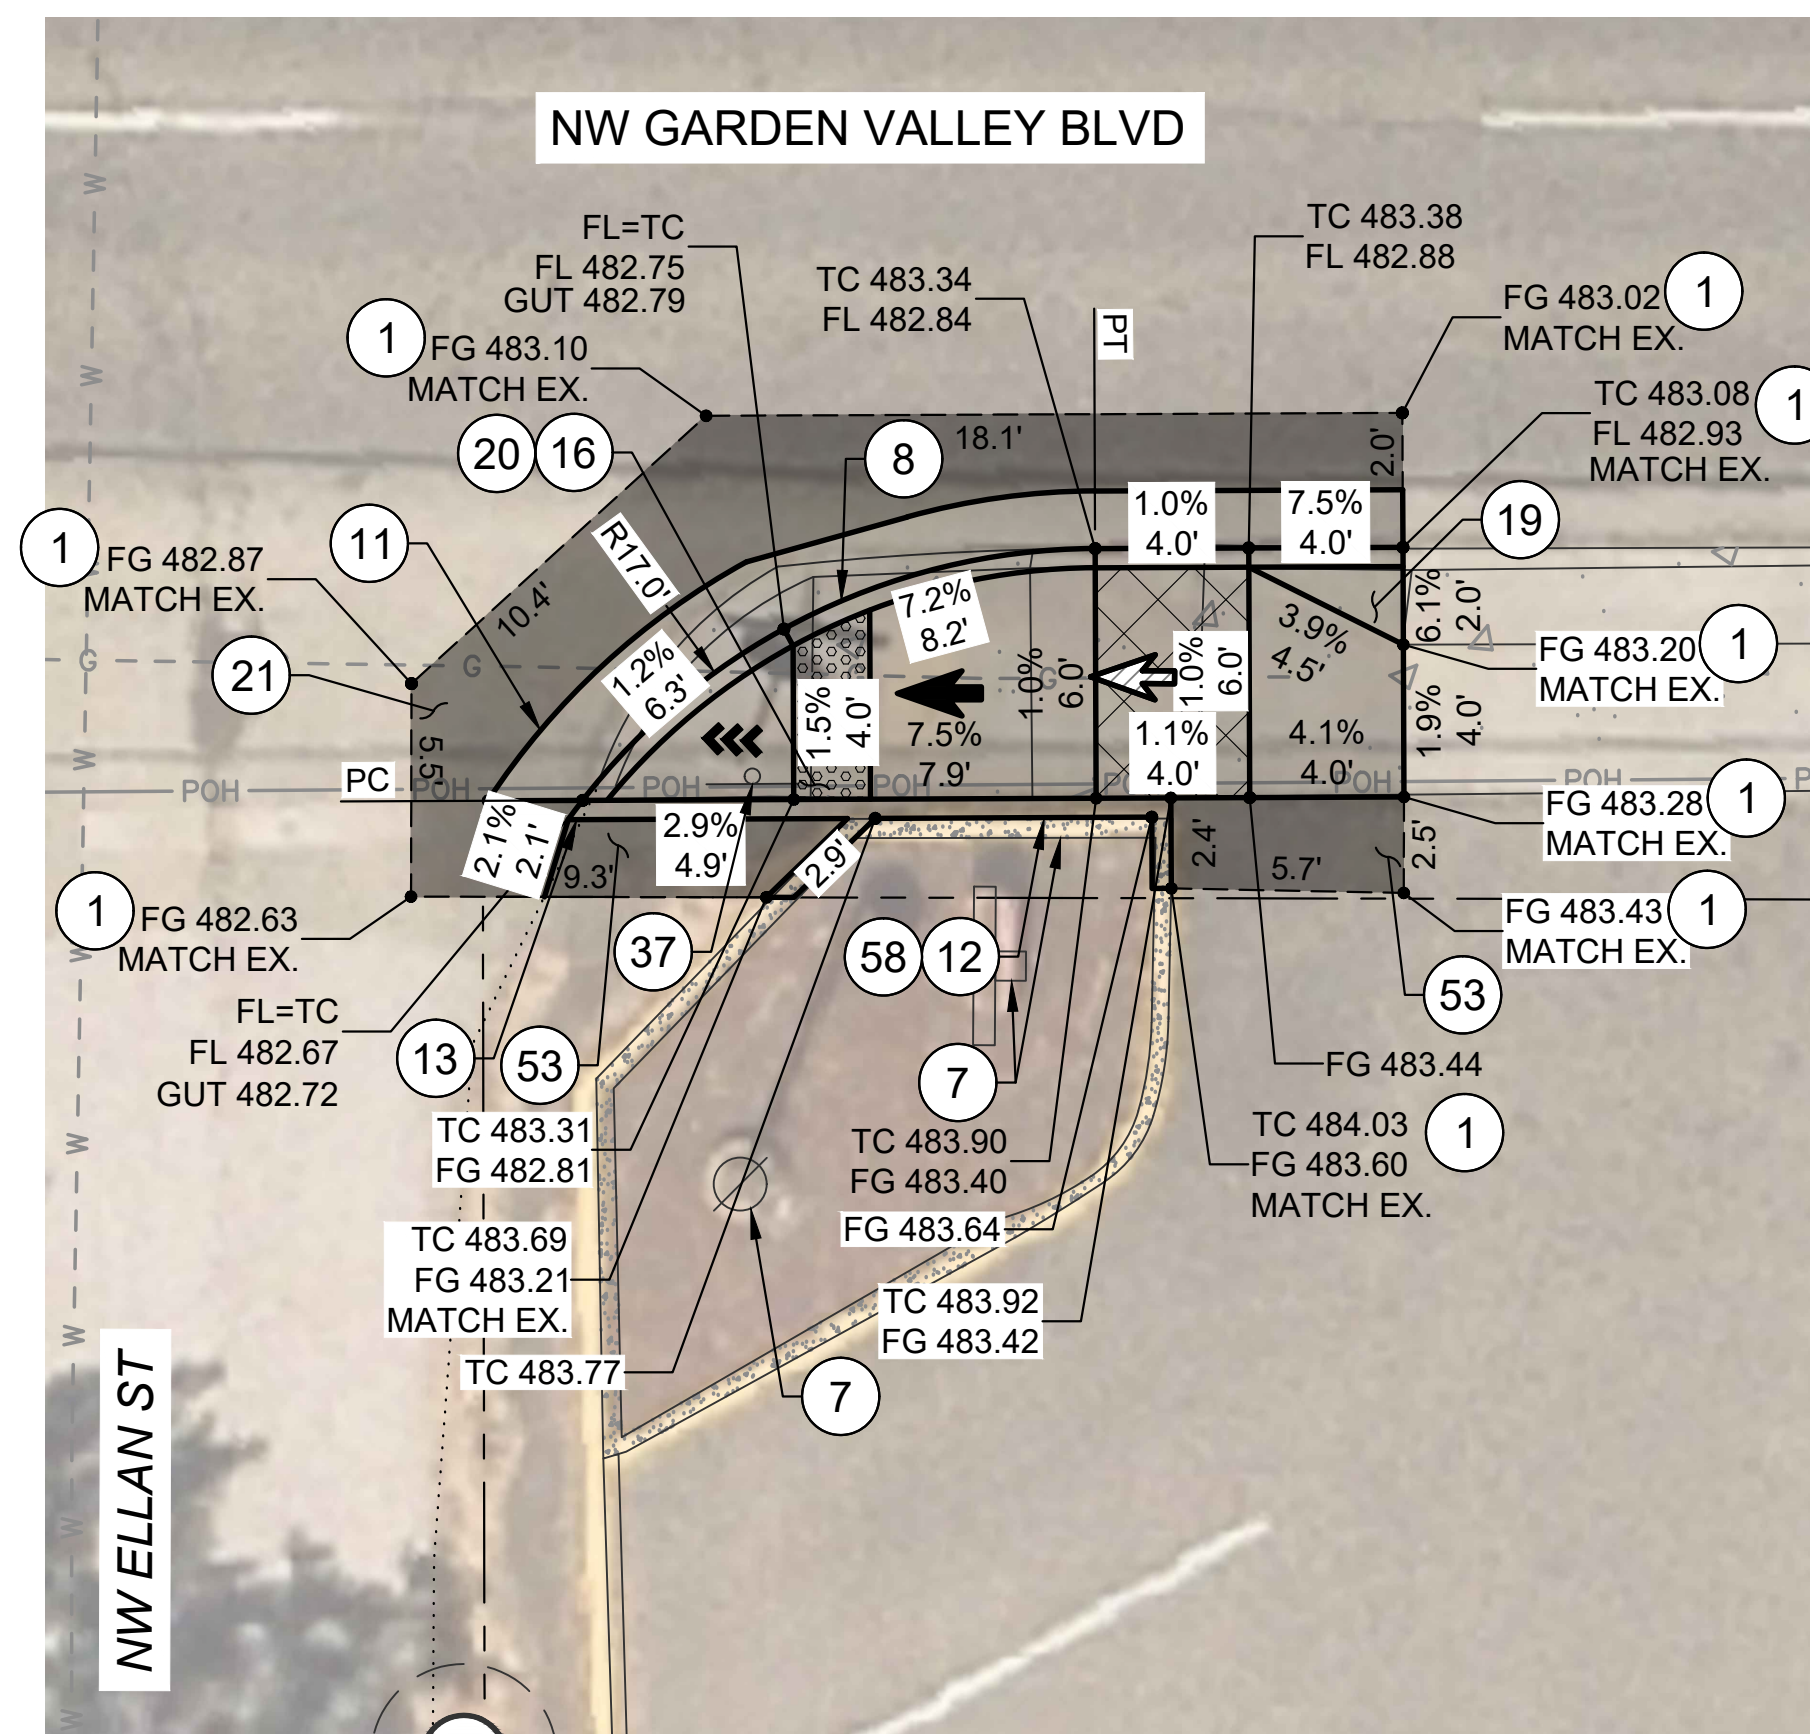 NW GARDEN VALLEY BLVD
FL=TC
FL 482.75
GUT 482.79
TC 483.34
FL 482.84
TC 483.38
FL 482.88
PT
1
FG 483.02
MATCH EX.
1
FG 483.10
MATCH EX.
TC 483.08
FL 482.93
MATCH EX.
1
20
16
8
18.1'
2.0'
19
1.0%
4.0'
7.5%
4.0'
11
R17.0'
1
FG 482.87
MATCH EX.
10.4'
7.2%
8.2'
3.9%
4.5'
6.1%
2.0'
21
G
G
G
1.2%
6.3'
1.0%
6.0'
1.0%
6.0'
FG 483.20
MATCH EX.
1
1.5%
4.0'
7.5%
7.9'
1.1%
4.0'
4.1%
4.0'
1.9%
4.0'
5.5'
PC
POH
POH
POH
POH
POH
POH
FG 483.28
MATCH EX.
1
2.1%
2.1'
2.9%
4.9'
9.3'
2.9'
2.4'
5.7'
2.5'
1
FG 482.63
MATCH EX.
37
58
12
FG 483.43
MATCH EX.
1
53
FL=TC
FL 482.67
GUT 482.72
13
53
7
FG 483.44
TC 483.31
FG 482.81
TC 483.90
FG 483.40
TC 484.03
FG 483.60
MATCH EX.
1
FG 483.64
TC 483.69
FG 483.21
MATCH EX.
TC 483.92
FG 483.42
TC 483.77
7
NW ELLAN ST
W
W
W
W
W
W
W
W
W
W
W